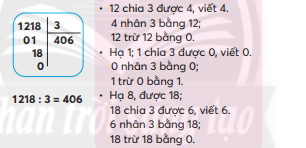 1218 3
01 406
18
0
1218 : 3 = 406
• 12 chia 3 được 4, viết 4.
4 nhân 3 bằng 12;
12 trừ 12 bằng 0.
• Hạ 1; 1 chia 3 được 0, viết 0.
0 nhân 3 bằng 0;
1 trừ 0 bằng 1.
• Hạ 8, được 18;
18 chia 3 được 6, viết 6.
6 nhân 3 bằng 18;
18 trừ 18 bằng 0.